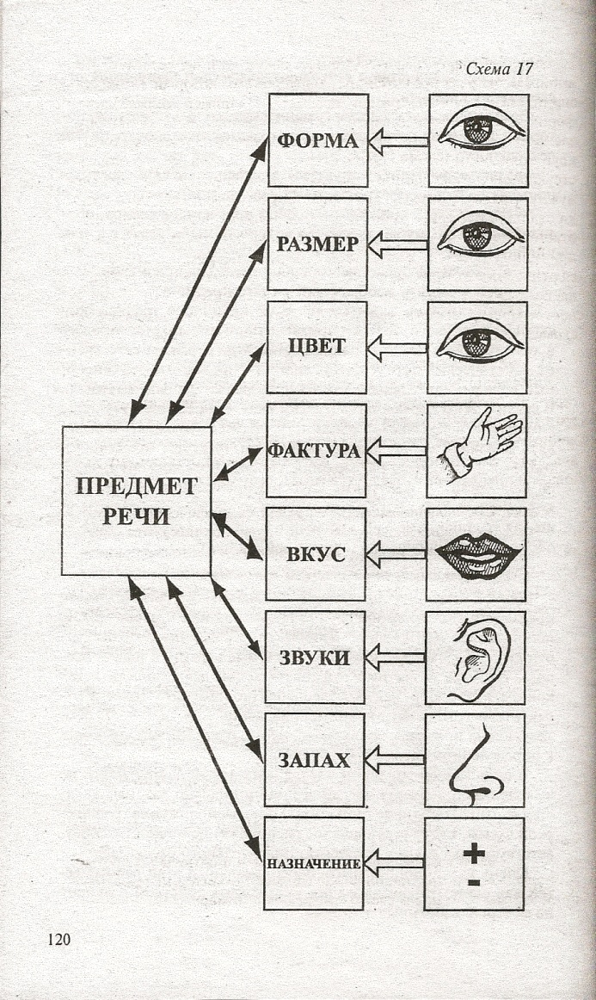 Схема 17
ФОРМА
РАЗМЕР
ЦВЕТ
ФАКТУРА
ПРЕДМЕТ
РЕЧИ
ВКУС
ЗВУКИ
ЗАПАХ
НАЗНАЧЕНИЕ
+
-
120